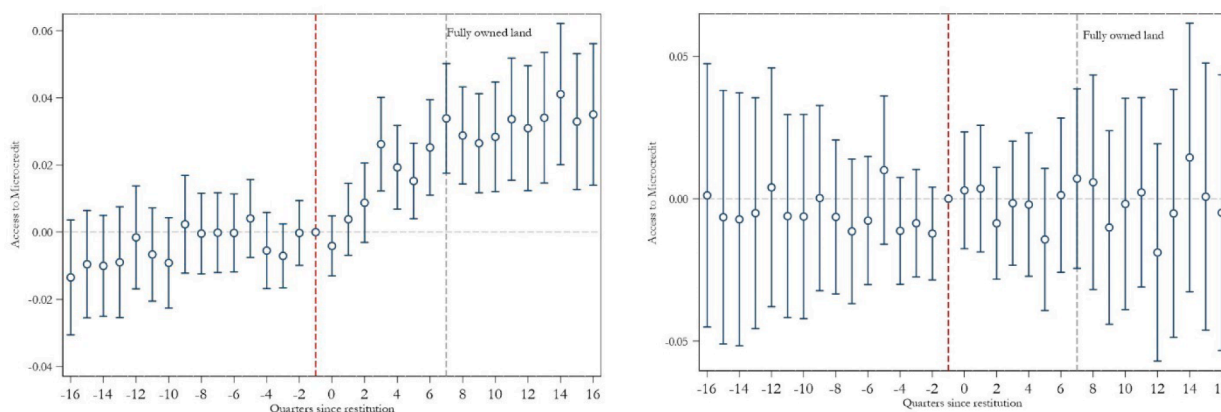 0.06
0.04
0.02
0.00
-0.02
-0.04
Access to Microcredit
Fully owned land
-16 -14 -12 -10 -8 -6 -4 -2 0 2 4 6 8 10 12 14 16
Quarters since restitution
0.05
0.00
-0.05
Access to Microcredit
Fully owned land
-16 -14 -12 -10 -8 -6 -4 -2 0 2 4 6 8 10 12 14 16
Quarters since restitution